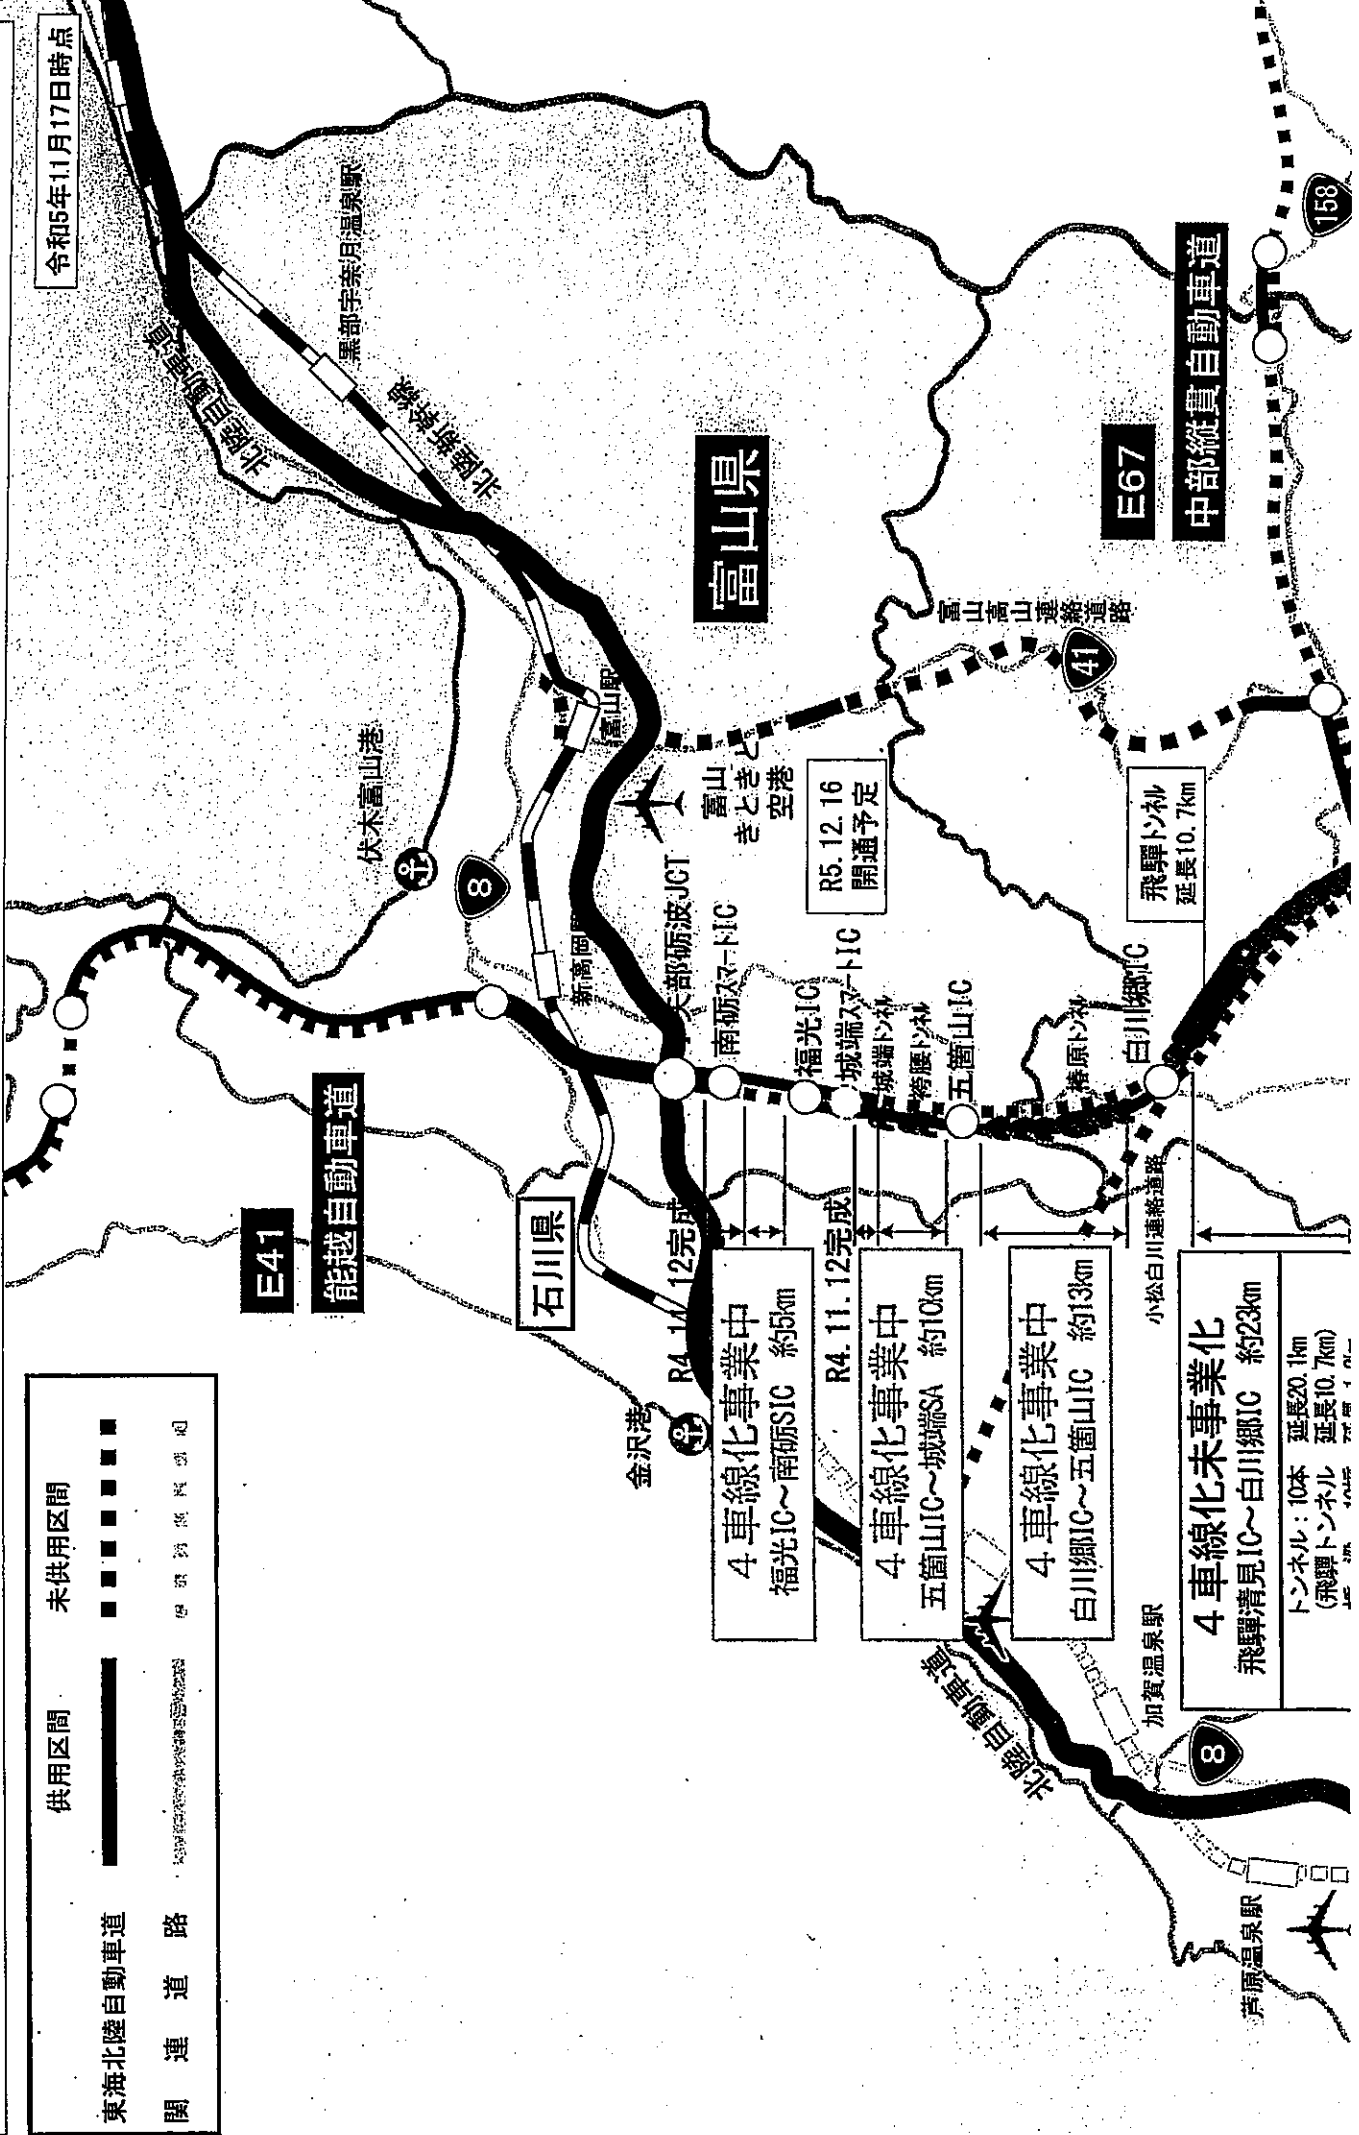 令和5年11月17日時点
供用区間
未供用区間
東海北陸自動車道
関連道路
E41
能越自動車道
石川県
富山県
北陸自動車道
北陸新幹線
黒部宇奈月温泉駅
富山駅
伏木富山港
8
富山
きときと
空港
R5.12.16
開通予定
富山高山連絡道路
41
E67
中部縦貫自動車道
158
飛騨トンネル
延長10.7km
部砺波JCT
南砺スマートIC
福光IC
城端スマートIC
城端トンネル
袴腰トンネル
五箇山IC
椿原トンネル
白川郷IC
小松白川連絡道路
金沢港
4車線化事業中
福光IC～南砺SIC 約5km
R4.11.12完成
4車線化事業中
五箇山IC～城端SA 約10km
4車線化事業中
白川郷IC～五箇山IC 約13km
4車線化未事業化
飛騨清見IC～白川郷IC 約23km
トンネル：10本 延長20.1km
(飛騨トンネル 延長10.7km)
北陸自動車道
加賀温泉駅
8
芦原温泉駅